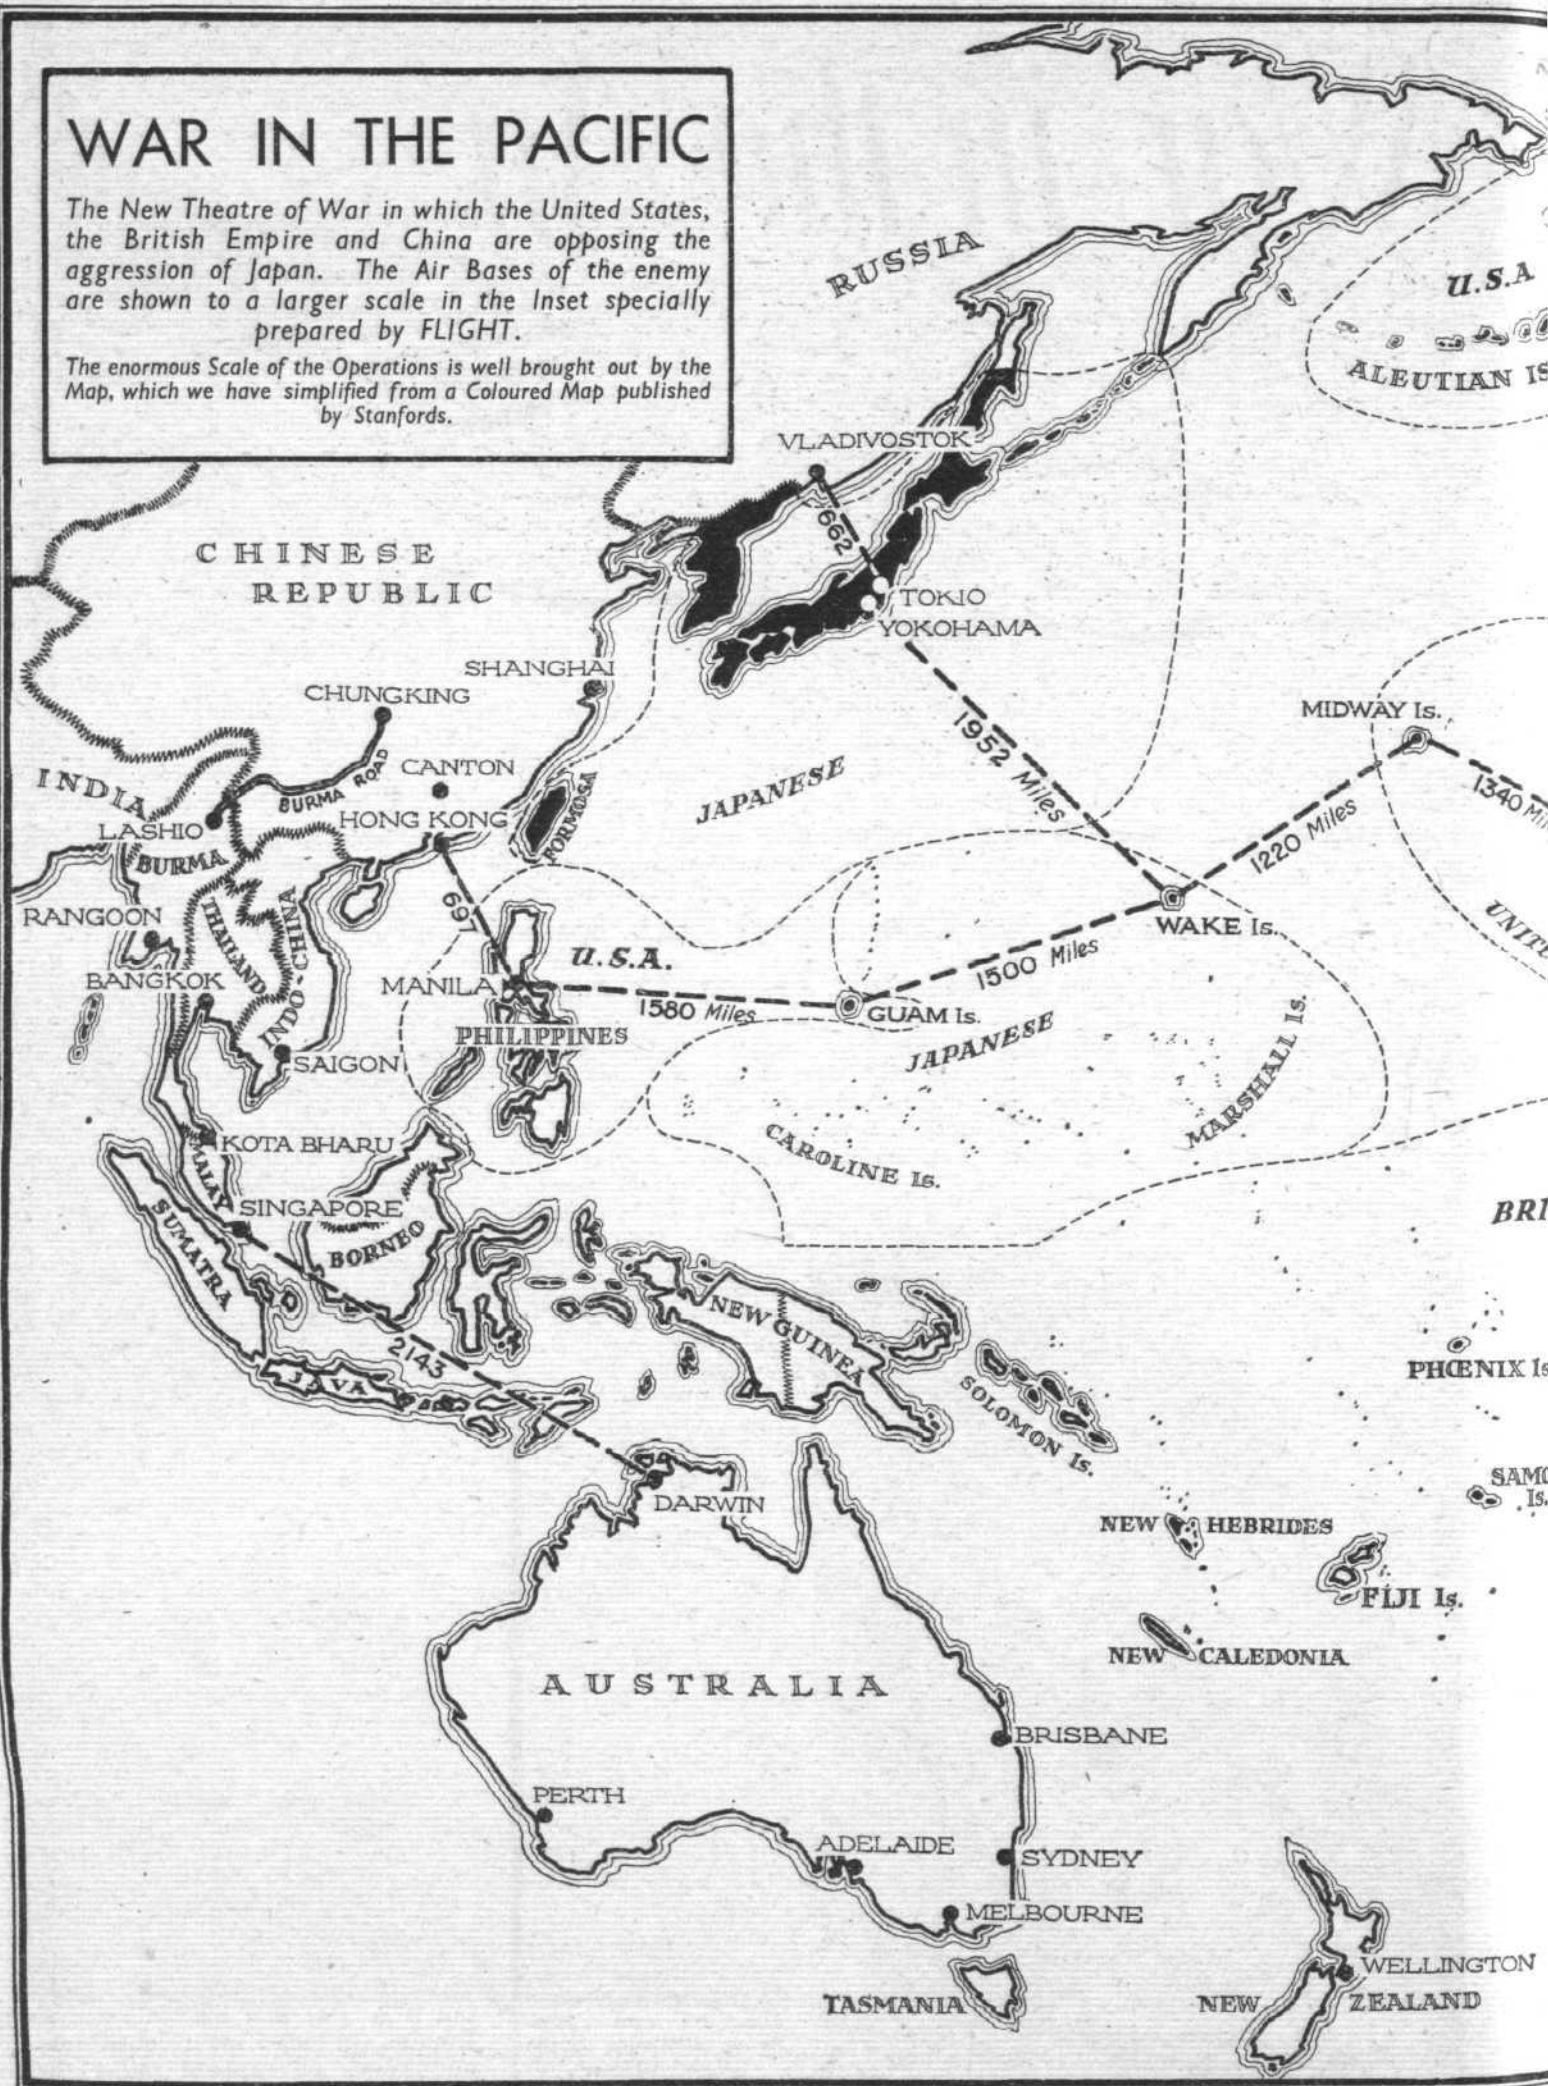 WAR IN THE PACIFIC
The New Theatre of War in which the United States,
the British Empire and China are opposing the
aggression of Japan. The Air Bases of the enemy
are shown to a larger scale in the Inset specially
prepared by FLIGHT.
The enormous Scale of the Operations is well brought out by the
Map, which we have simplified from a Coloured Map published
by Stanfords.
RUSSIA
U.S.A
ALEUTIAN IS
VLADIVOSTOK
662
CHINESE
REPUBLIC
TOKIO
YOKOHAMA
SHANGHAI
CHUNGKING
MIDWAY Is.
1952 Miles
1340 Mil
INDIA
BURMA ROAD
CANTON
JAPANESE
LASHIO
HONG KONG
FORMOSA
1220 Miles
BURMA
RANGOON
THAILAND
INDO-CHINA
697
WAKE Is.
UNITE
BANGKOK
MANILA
U.S.A.
1580 Miles
GUAM Is.
1500 Miles
PHILIPPINES
JAPANESE
MARSHALL Is.
SAIGON
KOTA BHARU
CAROLINE Is.
MALAY
SINGAPORE
SUMATRA
BORNEO
BRI
NEW GUINEA
2143
JAVA
SOLOMON Is.
PHŒNIX Is
DARWIN
SAMO
Is.
NEW HEBRIDES
FIJI Is.
NEW CALEDONIA
AUSTRALIA
BRISBANE
PERTH
ADELAIDE
SYDNEY
MELBOURNE
WELLINGTON
TASMANIA
NEW ZEALAND